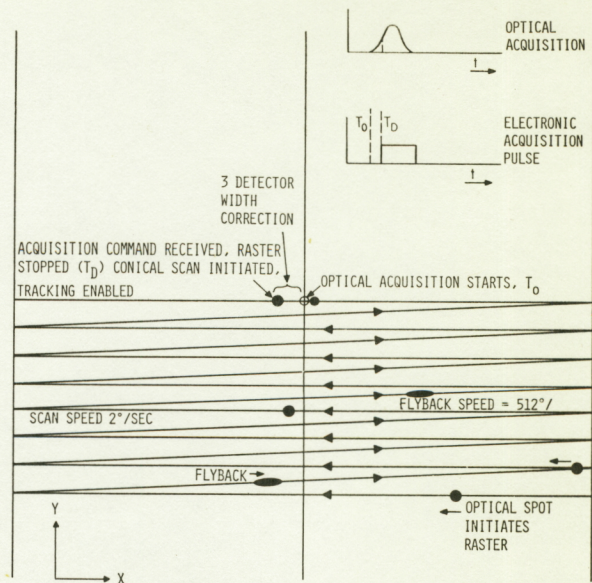 OPTICAL
ACQUISITION
t
T0 TD
ELECTRONIC
ACQUISITION
PULSE
t
3 DETECTOR
WIDTH
CORRECTION
ACQUISITION COMMAND RECEIVED, RASTER
STOPPED (TD) CONICAL SCAN INITIATED,
TRACKING ENABLED
OPTICAL ACQUISITION STARTS, To
SCAN SPEED 2°/SEC
FLYBACK SPEED = 512°/
FLYBACK
OPTICAL SPOT
INITIATES
RASTER
Y
X